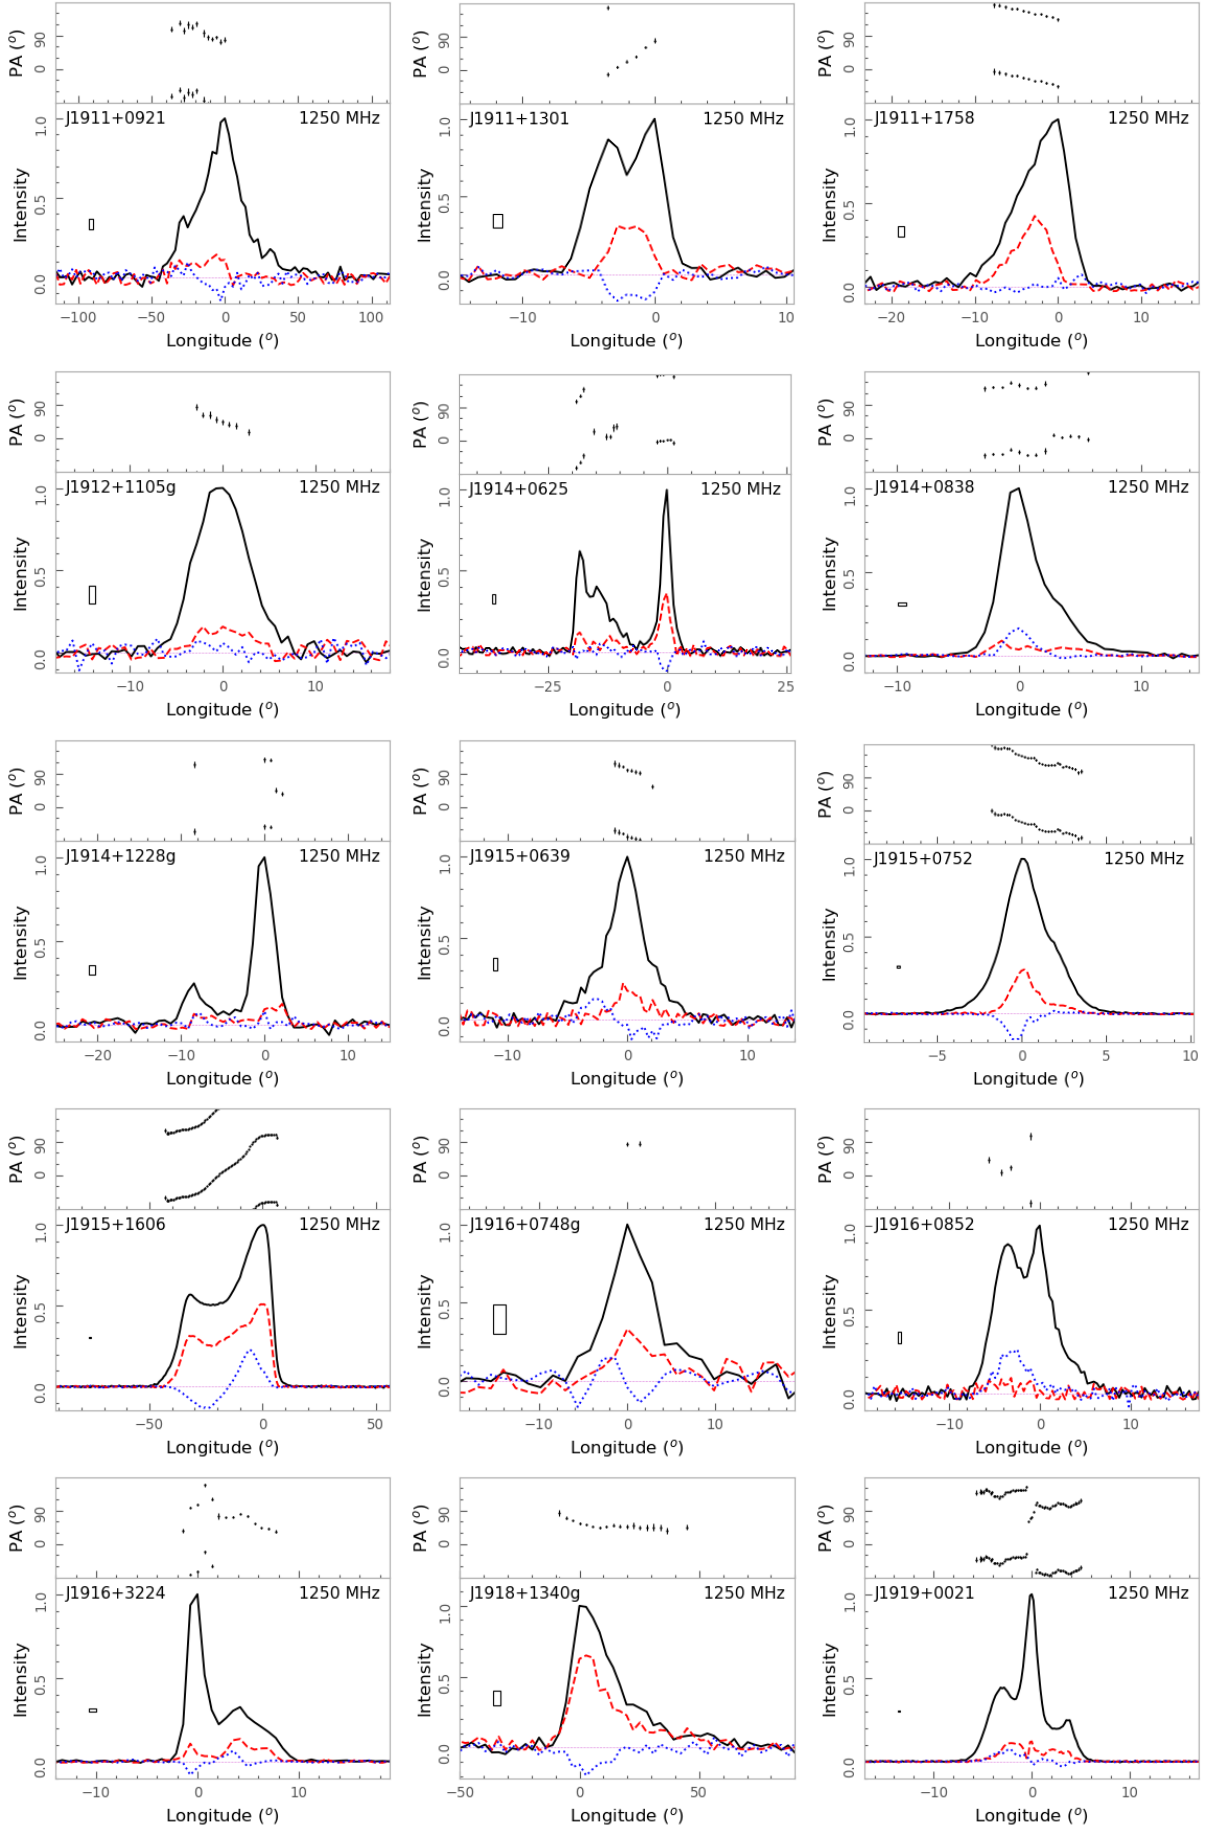 PA (°)
90
0
J1911+0921 1250 MHz
Intensity
1.0
0.5
0.0
−100 −50 0 50 100
Longitude (°)
PA (°)
90
0
J1911+1301 1250 MHz
Intensity
1.0
0.5
0.0
−10 0 10
Longitude (°)
PA (°)
90
0
J1911+1758 1250 MHz
Intensity
1.0
0.5
0.0
−20 −10 0 10
Longitude (°)
PA (°)
90
0
J1912+1105g 1250 MHz
Intensity
1.0
0.5
0.0
−10 0 10
Longitude (°)
PA (°)
90
0
J1914+0625 1250 MHz
Intensity
1.0
0.5
0.0
−25 0 25
Longitude (°)
PA (°)
90
0
J1914+0838 1250 MHz
Intensity
1.0
0.5
0.0
−10 0 10
Longitude (°)
PA (°)
90
0
J1914+1228g 1250 MHz
Intensity
1.0
0.5
0.0
−20 −10 0 10
Longitude (°)
PA (°)
90
0
J1915+0639 1250 MHz
Intensity
1.0
0.5
0.0
−10 0 10
Longitude (°)
PA (°)
90
0
J1915+0752 1250 MHz
Intensity
1.0
0.5
0.0
−5 0 5 10
Longitude (°)
PA (°)
90
0
J1915+1606 1250 MHz
Intensity
1.0
0.5
0.0
−50 0 50
Longitude (°)
PA (°)
90
0
J1916+0748g 1250 MHz
Intensity
1.0
0.5
0.0
−10 0 10
Longitude (°)
PA (°)
90
0
J1916+0852 1250 MHz
Intensity
1.0
0.5
0.0
−10 0 10
Longitude (°)
PA (°)
90
0
J1916+3224 1250 MHz
Intensity
1.0
0.5
0.0
−10 0 10
Longitude (°)
PA (°)
90
0
J1918+1340g 1250 MHz
Intensity
1.0
0.5
0.0
−50 0 50
Longitude (°)
PA (°)
90
0
J1919+0021 1250 MHz
Intensity
1.0
0.5
0.0
−10 0 10
Longitude (°)